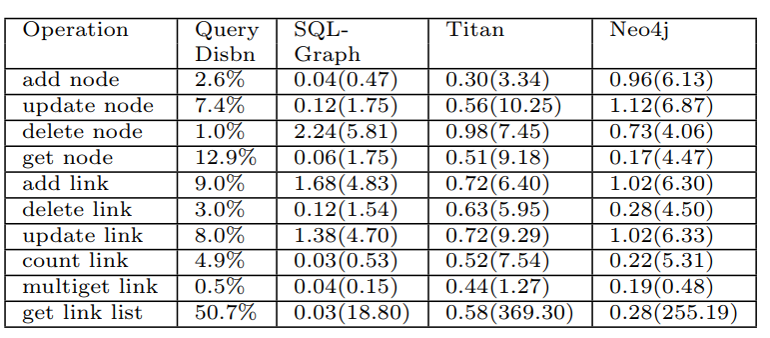 Operation Query Disbn SQL-Graph Titan Neo4j
add node 2.6% 0.04(0.47) 0.30(3.34) 0.96(6.13)
update node 7.4% 0.12(1.75) 0.56(10.25) 1.12(6.87)
delete node 1.0% 2.24(5.81) 0.98(7.45) 0.73(4.06)
get node 12.9% 0.06(1.75) 0.51(9.18) 0.17(4.47)
add link 9.0% 1.68(4.83) 0.72(6.40) 1.02(6.30)
delete link 3.0% 0.12(1.54) 0.63(5.95) 0.28(4.50)
update link 8.0% 1.38(4.70) 0.72(9.29) 1.02(6.33)
count link 4.9% 0.03(0.53) 0.52(7.54) 0.22(5.31)
multiget link 0.5% 0.04(0.15) 0.44(1.27) 0.19(0.48)
get link list 50.7% 0.03(18.80) 0.58(369.30) 0.28(255.19)